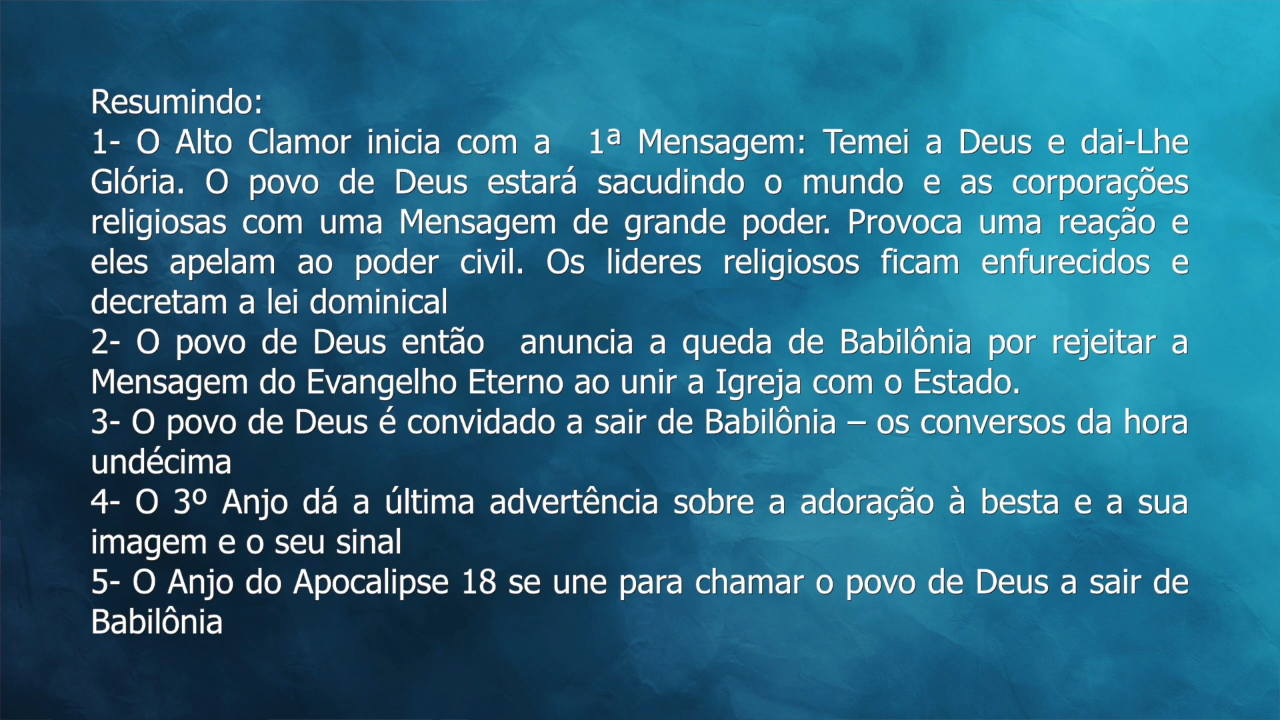 Resumindo:
1- O Alto Clamor inicia com a  1ª Mensagem: Temei a Deus e dai-Lhe
Glória. O povo de Deus estará sacudindo o mundo e as corporações
religiosas com uma Mensagem de grande poder. Provoca uma reação e
eles apelam ao poder civil. Os lideres religiosos ficam enfurecidos e
decretam a lei dominical
2- O povo de Deus então  anuncia a queda de Babilônia por rejeitar a
Mensagem do Evangelho Eterno ao unir a Igreja com o Estado.
3- O povo de Deus é convidado a sair de Babilônia – os conversos da hora
undécima
4- O 3º Anjo dá a última advertência sobre a adoração à besta e a sua
imagem e o seu sinal
5- O Anjo do Apocalipse 18 se une para chamar o povo de Deus a sair de
Babilônia